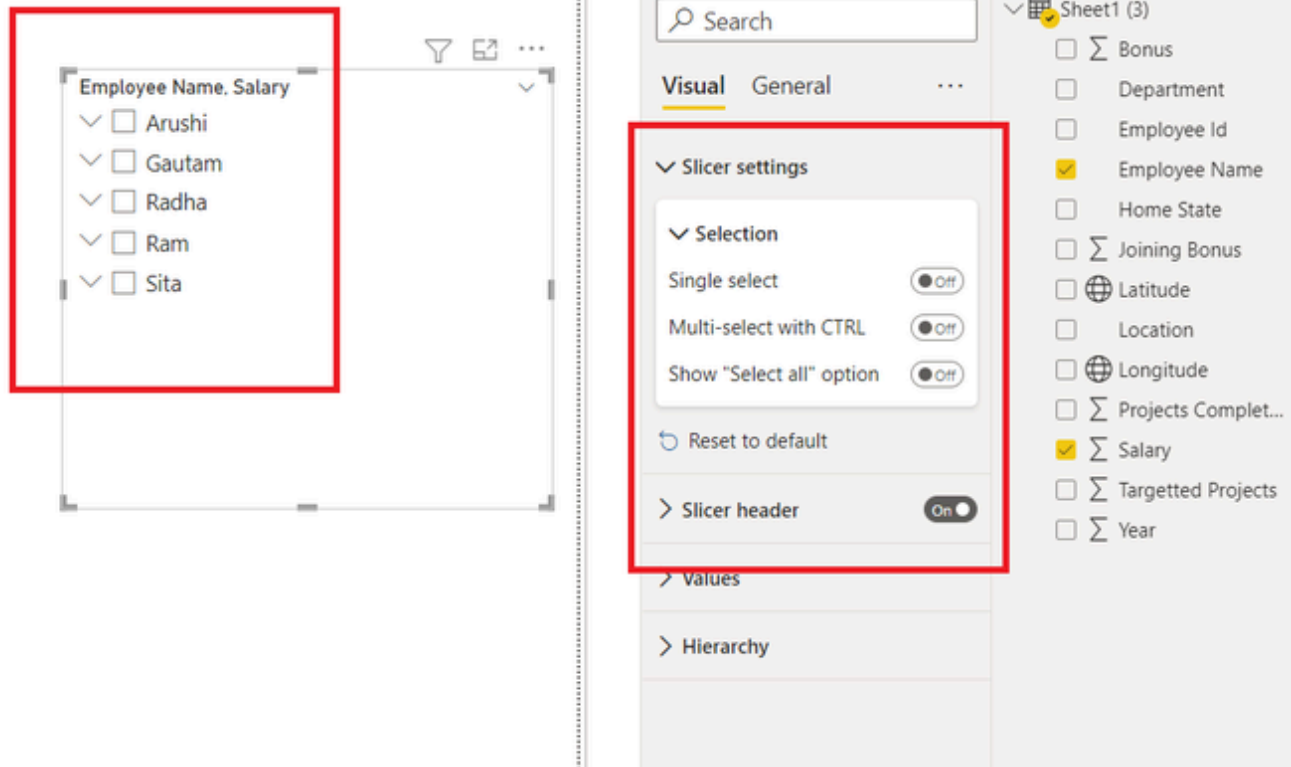 Employee Name, Salary
Arushi
Gautam
Radha
Ram
Sita
Search
Visual General
Slicer settings
Selection
Single select Off
Multi-select with CTRL Off
Show "Select all" option Off
Reset to default
Slicer header On
Values
Hierarchy
Sheet1 (3)
Bonus
Department
Employee Id
Employee Name
Home State
Joining Bonus
Latitude
Location
Longitude
Projects Complet...
Salary
Targetted Projects
Year